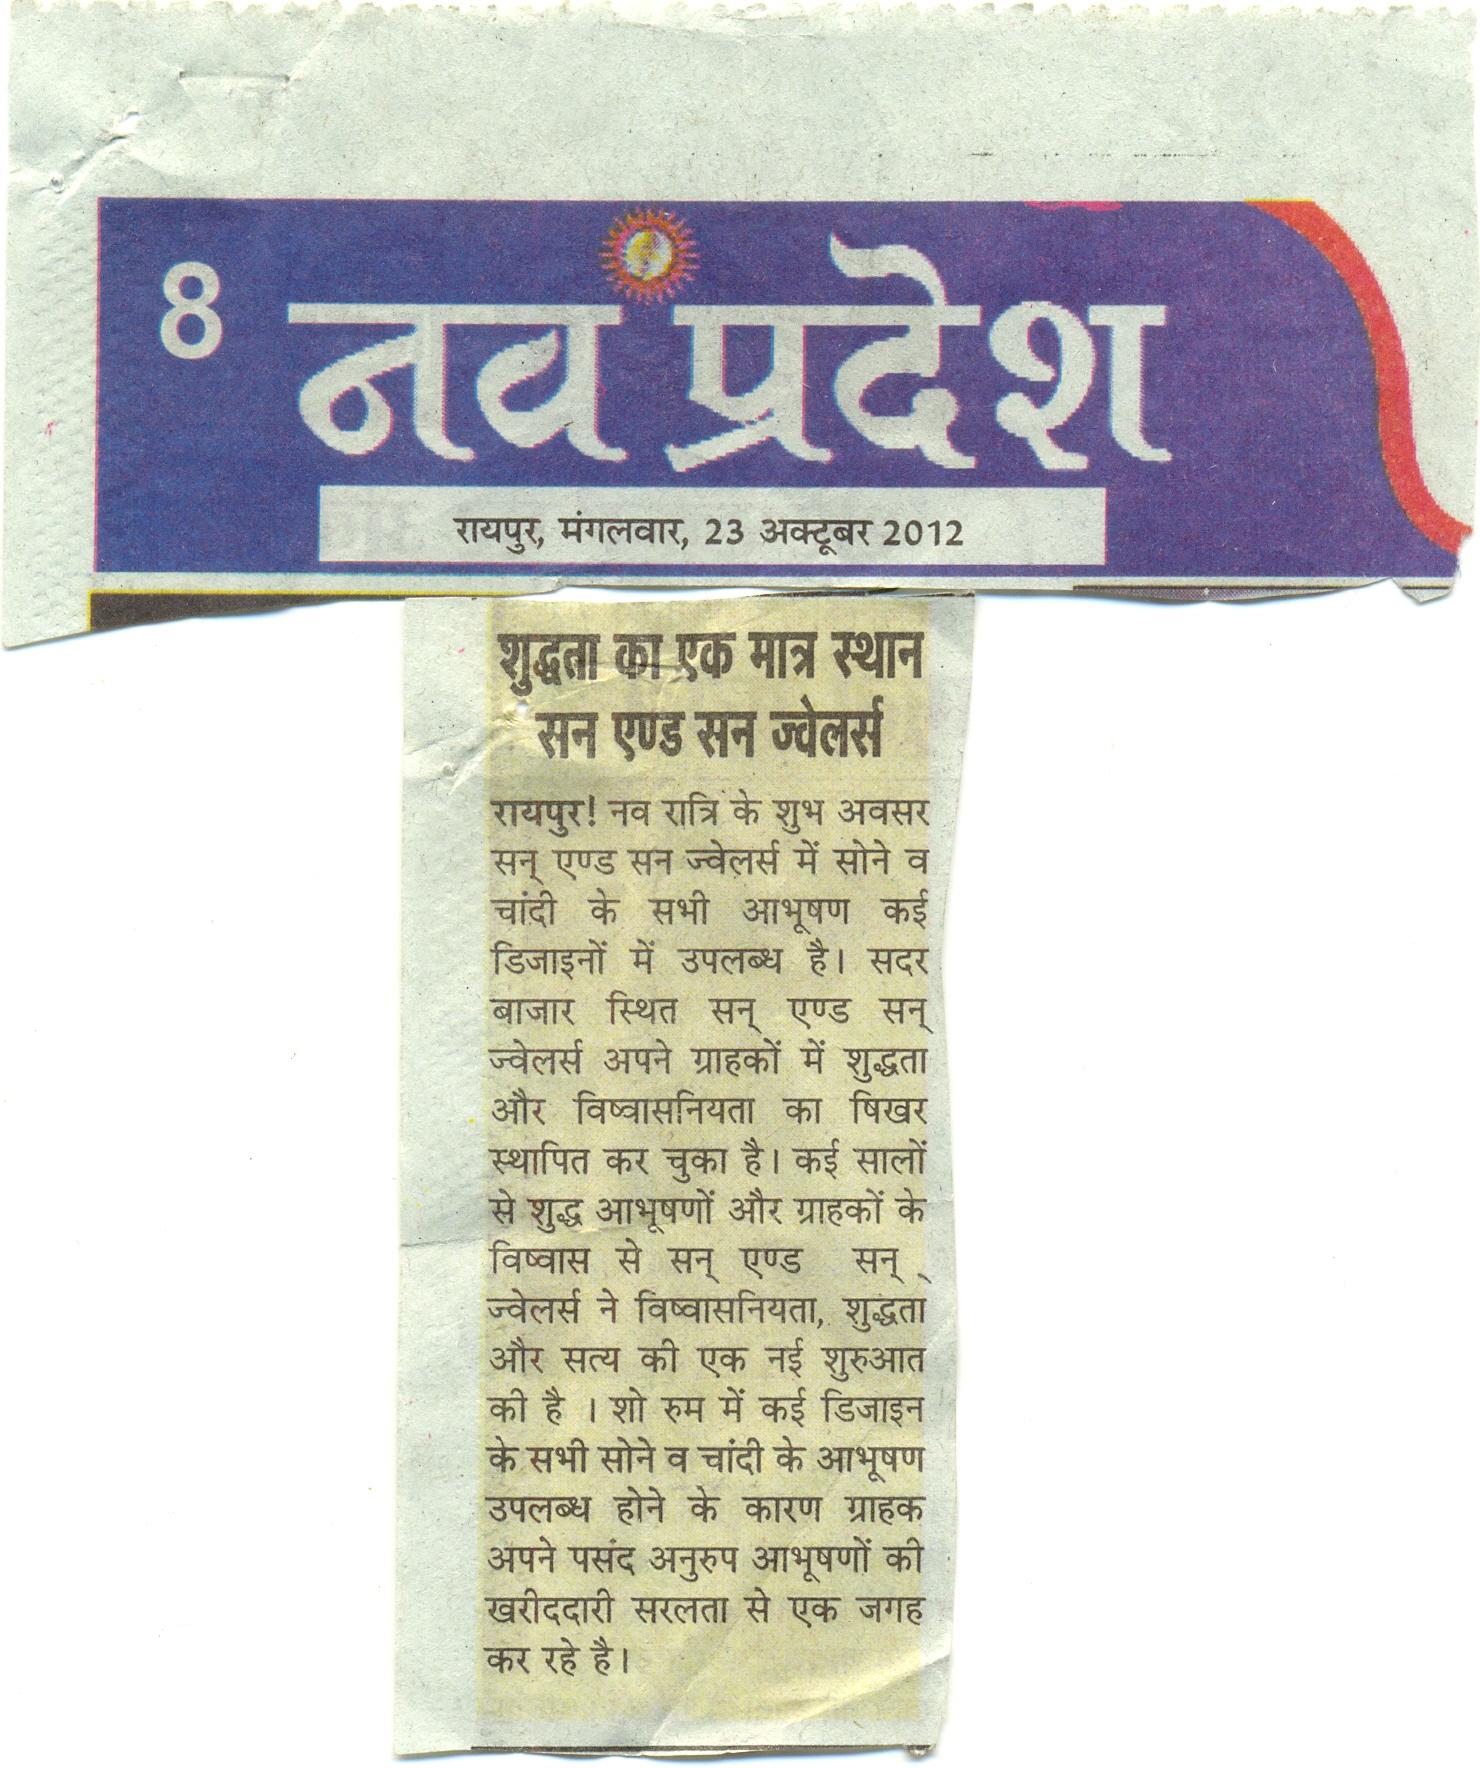 8
नव प्रदेश
रायपुर, मंगलवार, 23 अक्टूबर 2012
शुद्धता का एक मात्र स्थान
सन एण्ड सन ज्वेलर्स
रायपुर! नव रात्रि के शुभ अवसर
सन् एण्ड सन ज्वेलर्स में सोने व
चांदी के सभी आभूषण कई
डिजाइनों में उपलब्ध है। सदर
बाजार स्थित सन् एण्ड सन्
ज्वेलर्स अपने ग्राहकों में शुद्धता
और विष्वासनियता का षिखर
स्थापित कर चुका है। कई सालों
से शुद्ध आभूषणों और ग्राहकों के
विष्वास से सन् एण्ड सन्
ज्वेलर्स ने विष्वासनियता, शुद्धता
और सत्य की एक नई शुरुआत
की है । शो रुम में कई डिजाइन
के सभी सोने व चांदी के आभूषण
उपलब्ध होने के कारण ग्राहक
अपने पसंद अनुरुप आभूषणों की
खरीददारी सरलता से एक जगह
कर रहे है।